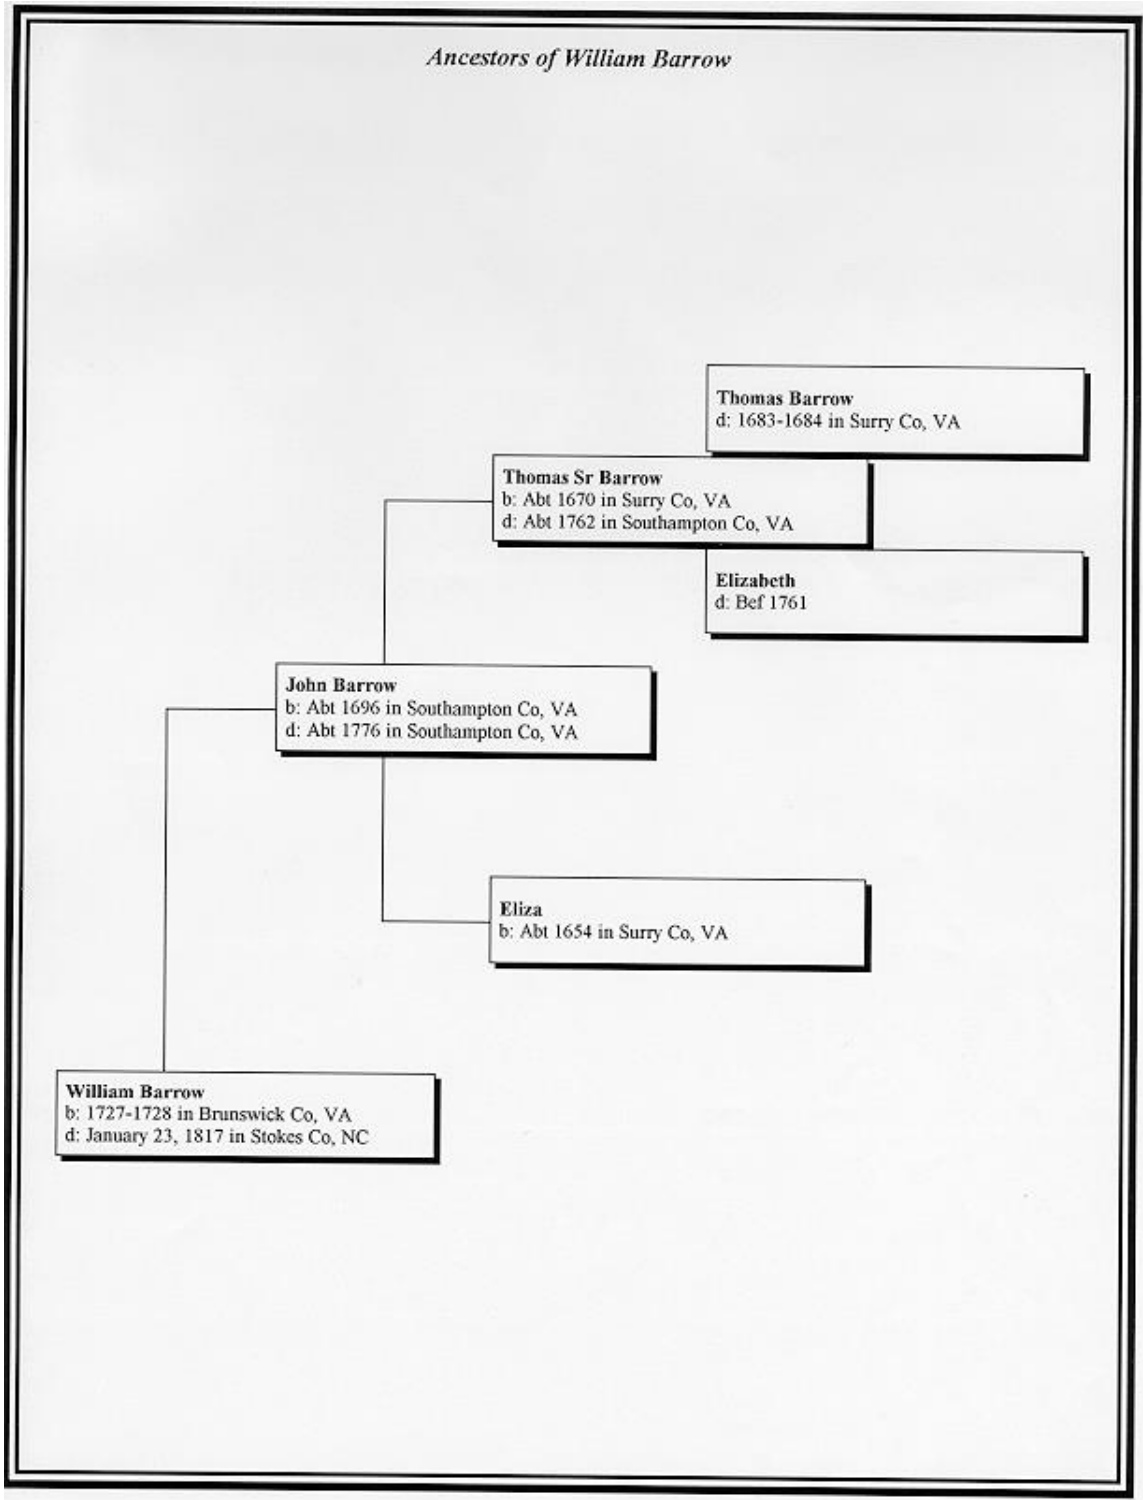 Ancestors of William Barrow
Thomas Barrow
d: 1683-1684 in Surry Co, VA
Thomas Sr Barrow
b: Abt 1670 in Surry Co, VA
d: Abt 1762 in Southampton Co, VA
Elizabeth
d: Bef 1761
John Barrow
b: Abt 1696 in Southampton Co, VA
d: Abt 1776 in Southampton Co, VA
Eliza
b: Abt 1654 in Surry Co, VA
William Barrow
b: 1727-1728 in Brunswick Co, VA
d: January 23, 1817 in Stokes Co, NC